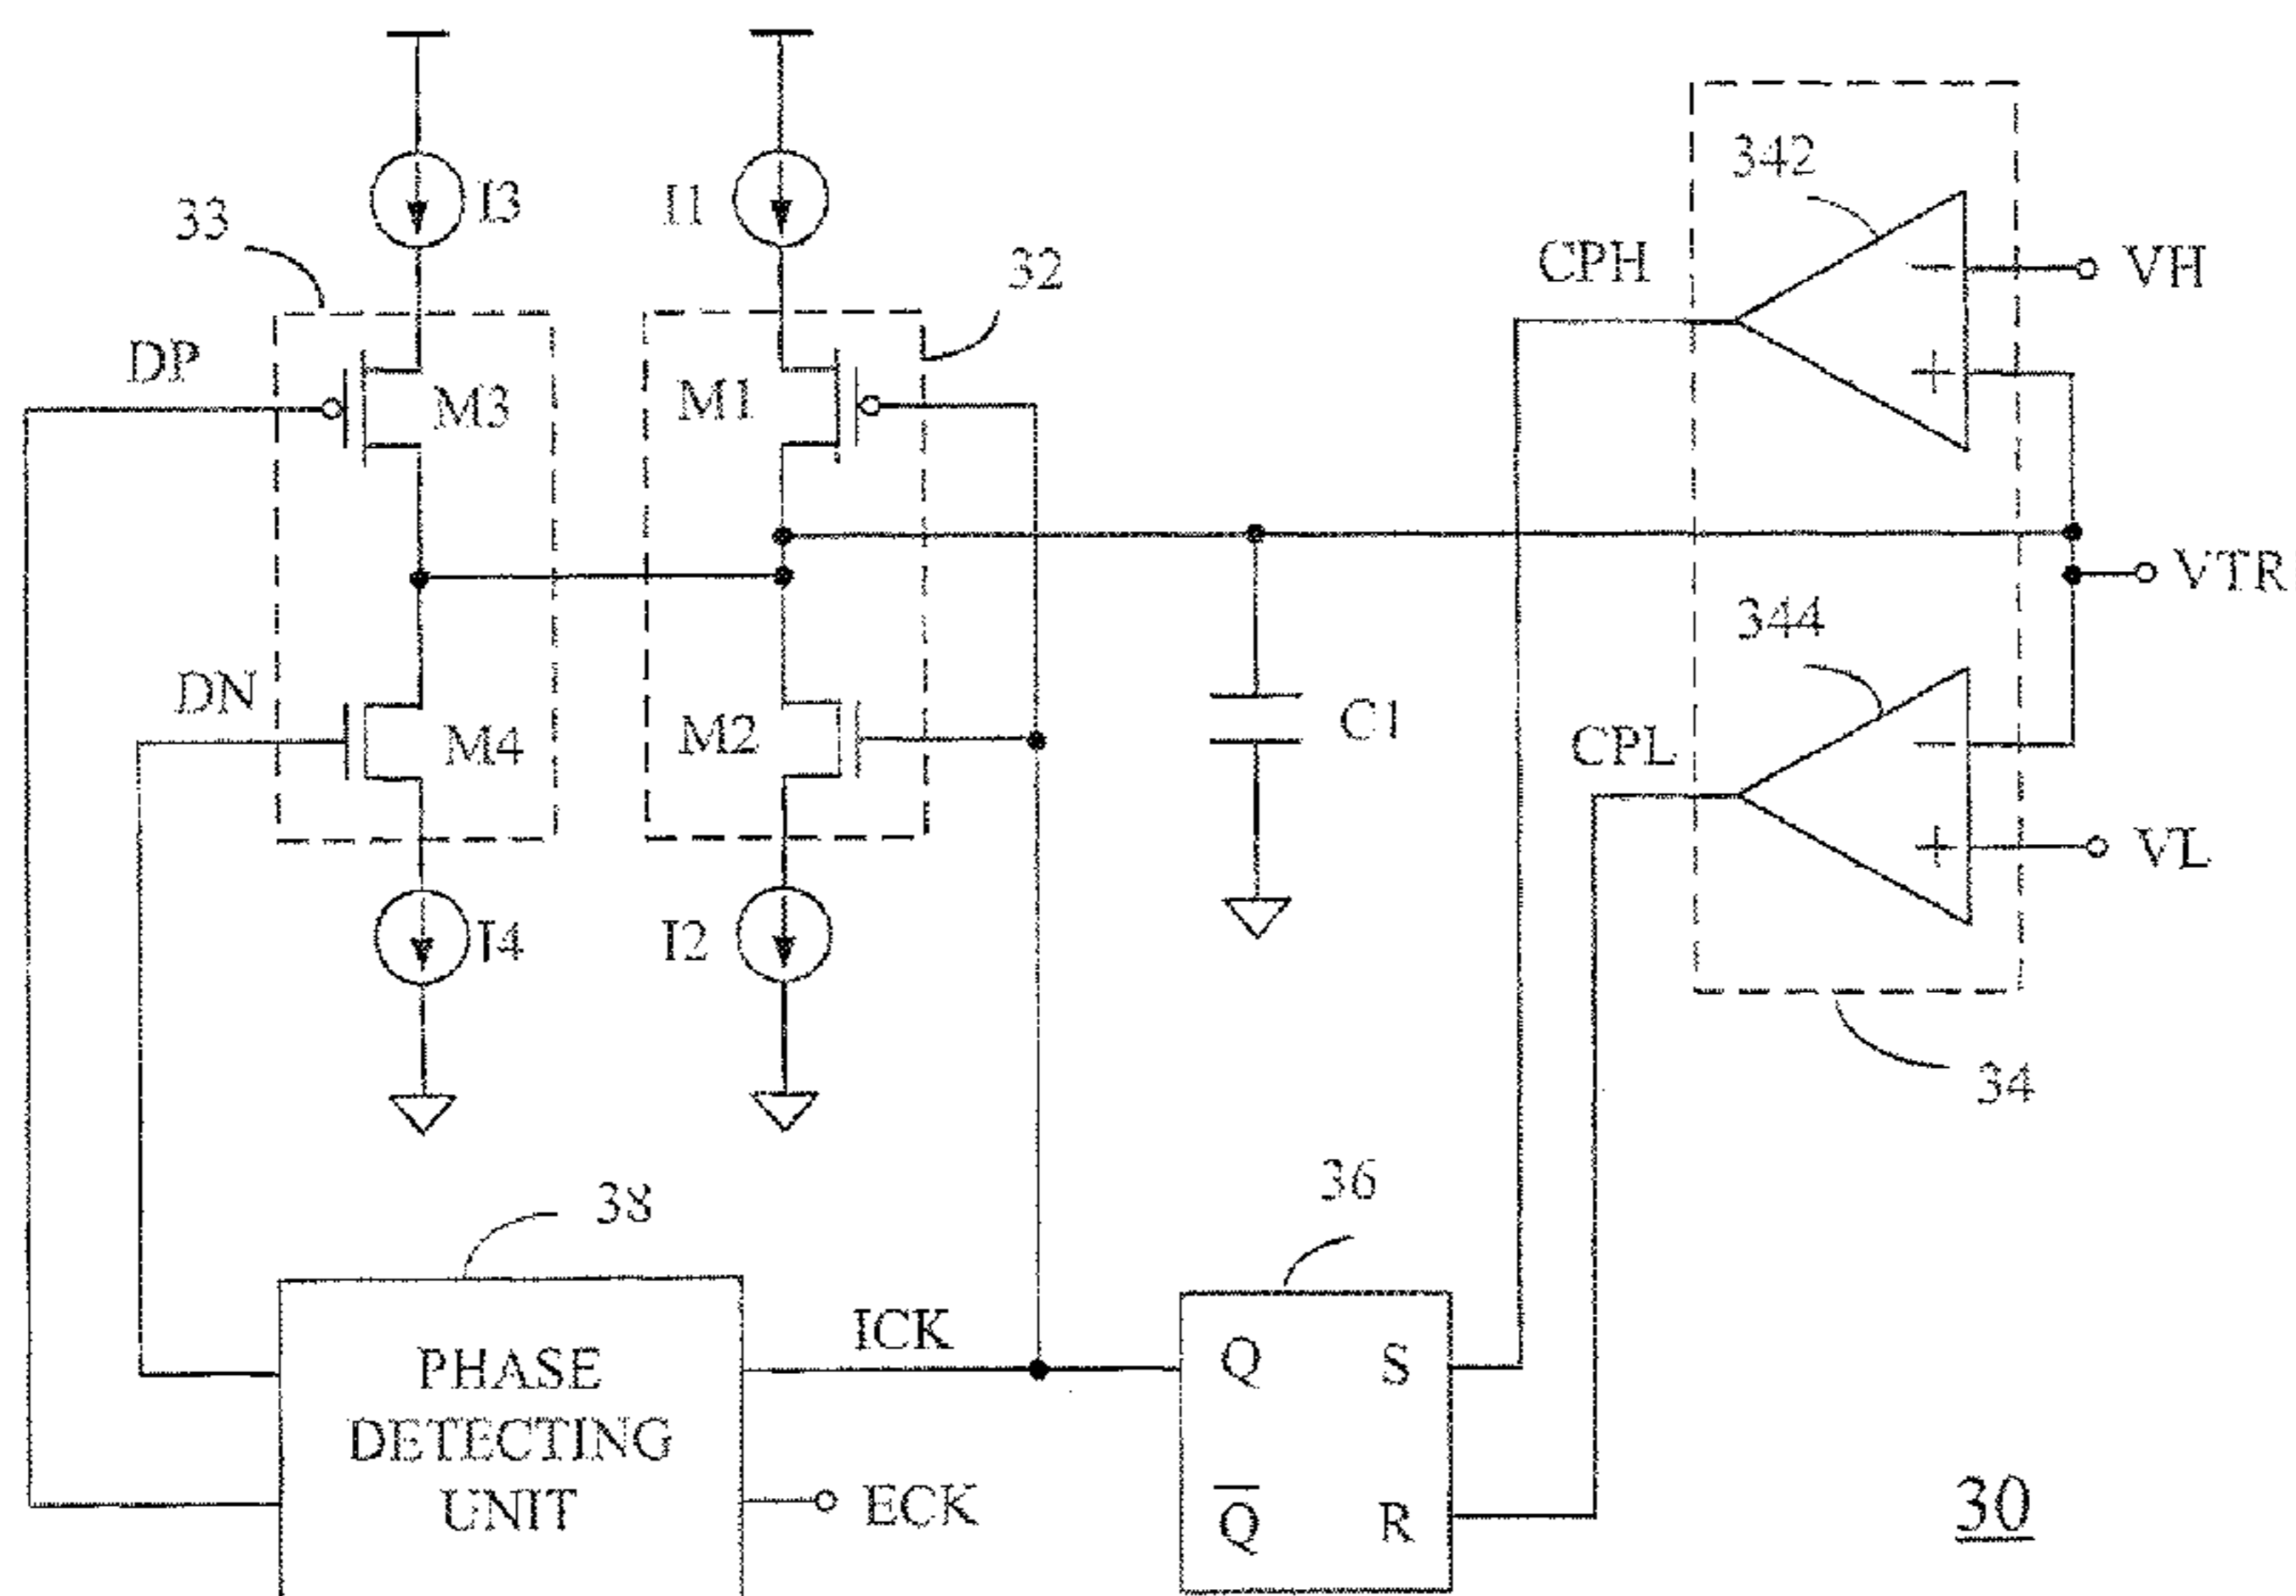 I3
I1
33
32
342
CPH
VH
DP
M3
M1
VTR
344
DN
M4
M2
C1
CPL
VL
I4
I2
34
38
36
ICK
Q
S
PHASE
DETECTING
UNIT
ECK
Q
R
30